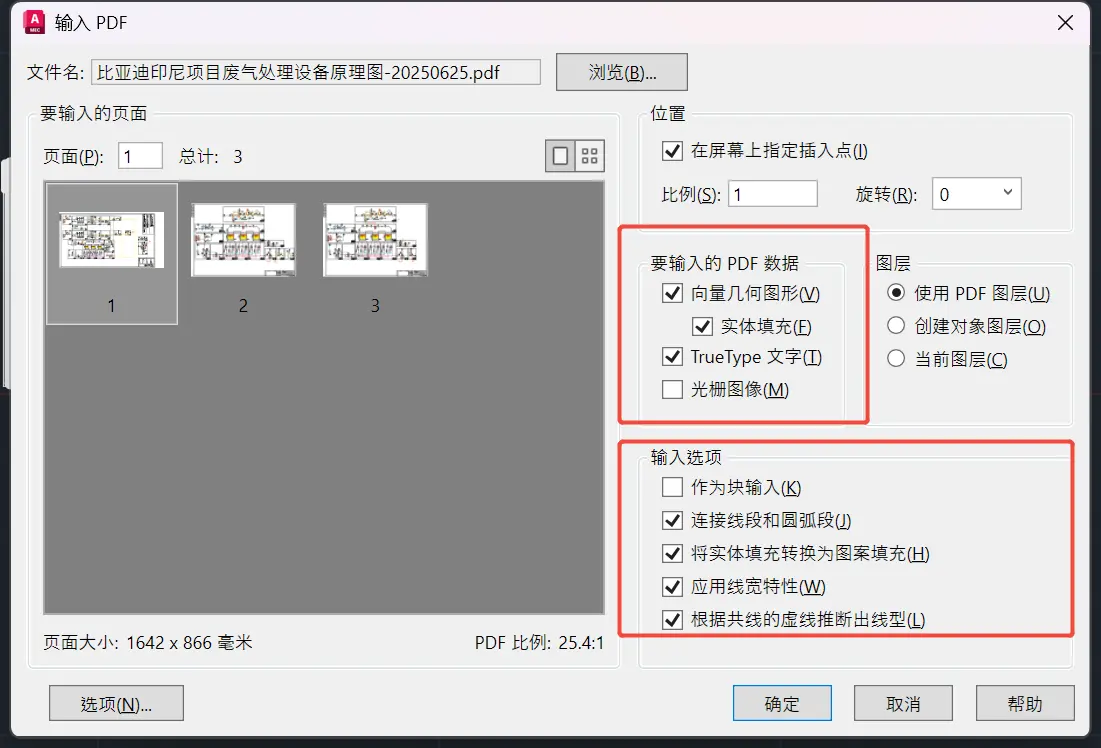 输入 PDF
文件名: 比亚迪印尼项目废气处理设备原理图-20250625.pdf 浏览(B)...
要输入的页面
页面(P): 1 总计: 3
1 2 3
页面大小: 1642 x 866 毫米 PDF 比例: 25.4:1
位置
在屏幕上指定插入点(I)
比例(S): 1 旋转(R): 0
要输入的 PDF 数据
向量几何图形(V)
实体填充(F)
TrueType 文字(T)
光栅图像(M)
图层
使用 PDF 图层(U)
创建对象图层(O)
当前图层(C)
输入选项
作为块输入(K)
连接线段和圆弧段(J)
将实体填充转换为图案填充(H)
应用线宽特性(W)
根据共线的虚线推断出线型(L)
选项(N)... 确定 取消 帮助